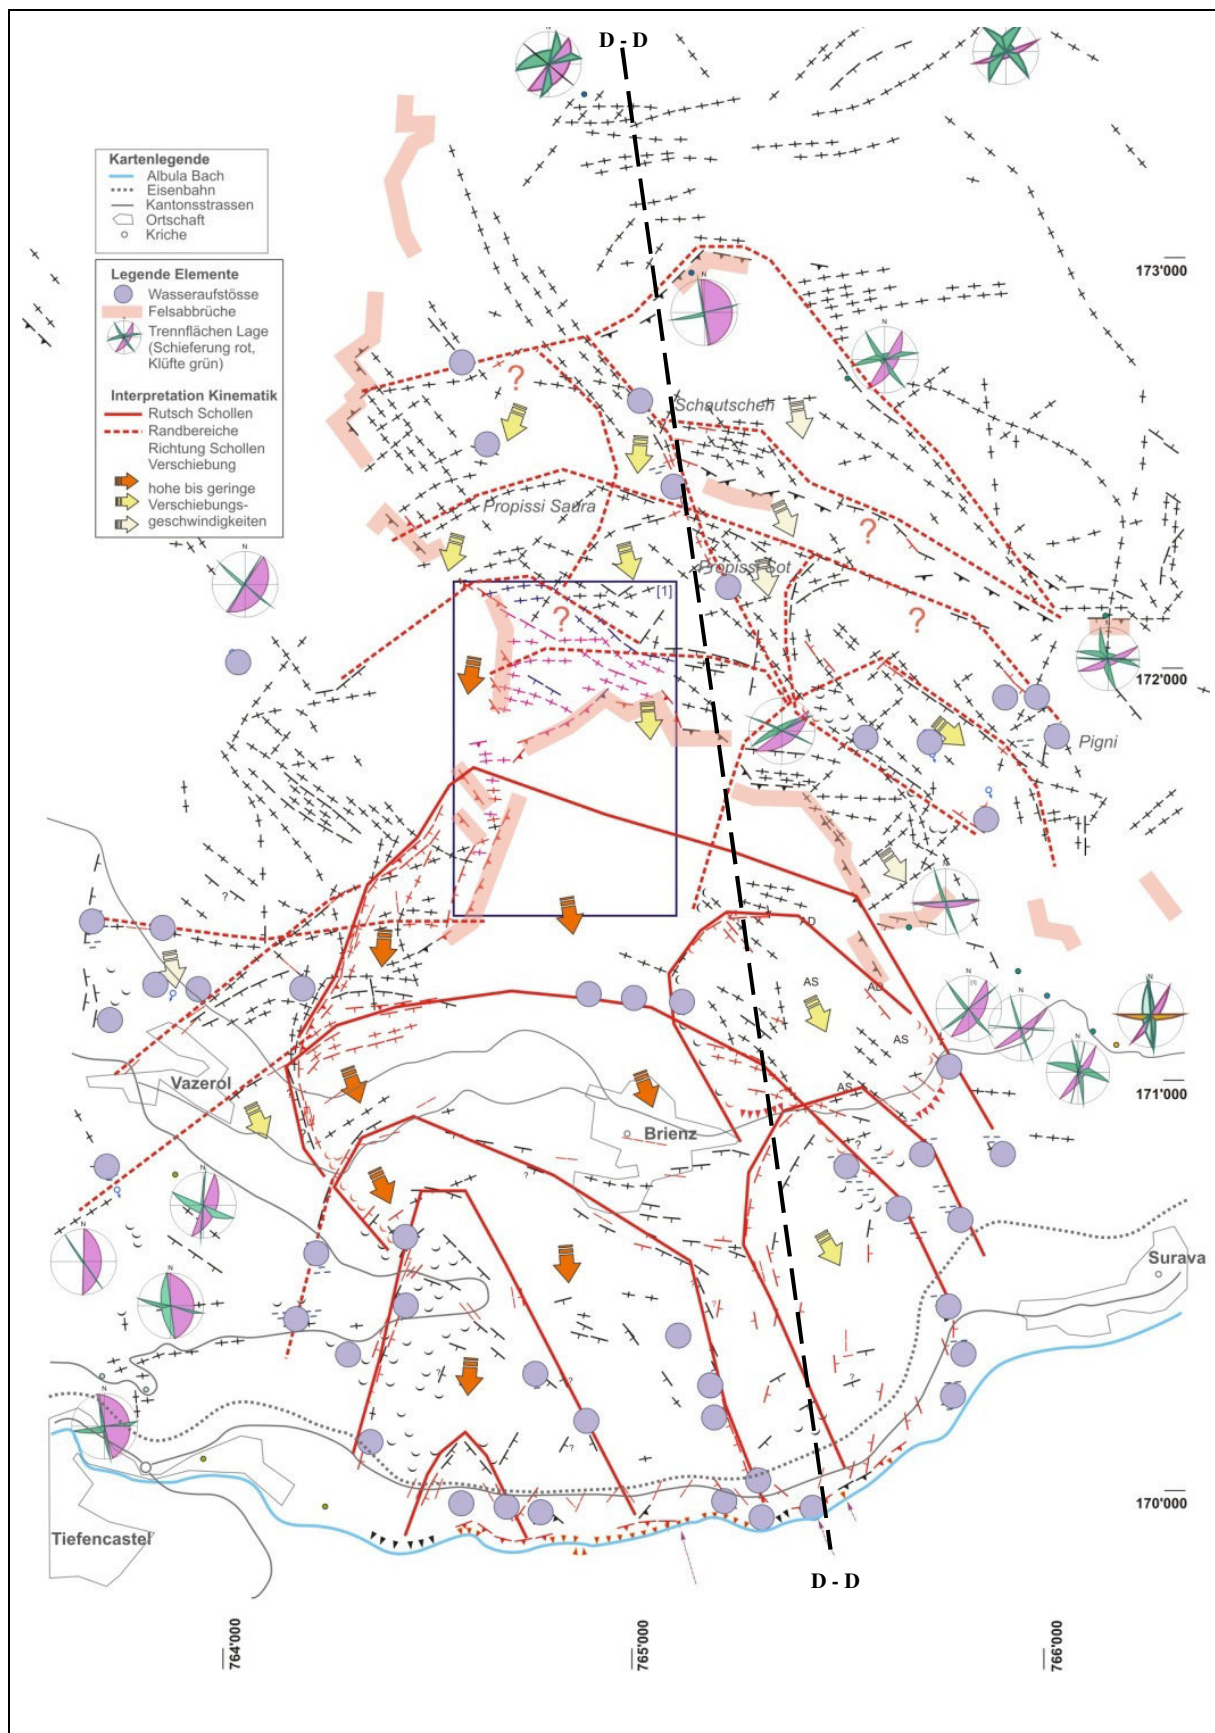 D - D
N
N
Kartenlegende
Albula Bach
Eisenbahn
Kantonsstrassen
Ortschaft
Kriche
173'000
Legende Elemente
Wasseraufstösse
Felsabbrüche
N
Trennflächen Lage
(Schieferung rot,
Klüfte grün)
Interpretation Kinematik
Rutsch Schollen
Randbereiche
Richtung Schollen
Verschiebung
hohe bis geringe
Verschiebungs-
geschwindigkeiten
N
N
?
Schautschen
Propissi Saura
?
Propissi Sot
N
[1]
?
?
N
172'000
N
Pigni
?
N
AD
AS
AD
N
N
N
AS
Vazerol
N
AS
171'000
Brienz
?
?
N
N
Surava
N
?
?
?
?
N
?
170'000
Tiefencastel
D - D
764'000
765'000
766'000